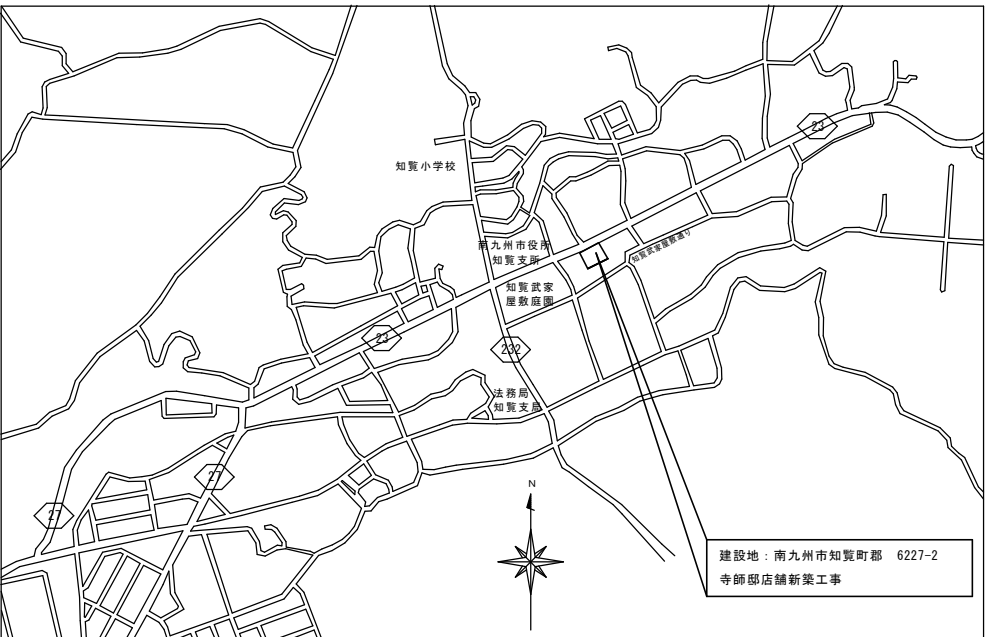 23
知覧小学校
南九州市役所
知覧支所
知覧武家屋敷通り
知覧武家
屋敷庭園
23
232
法務局
知覧支局
27
N
27
建設地：南九州市知覧町郡　6227-2
寺師邸店舗新築工事